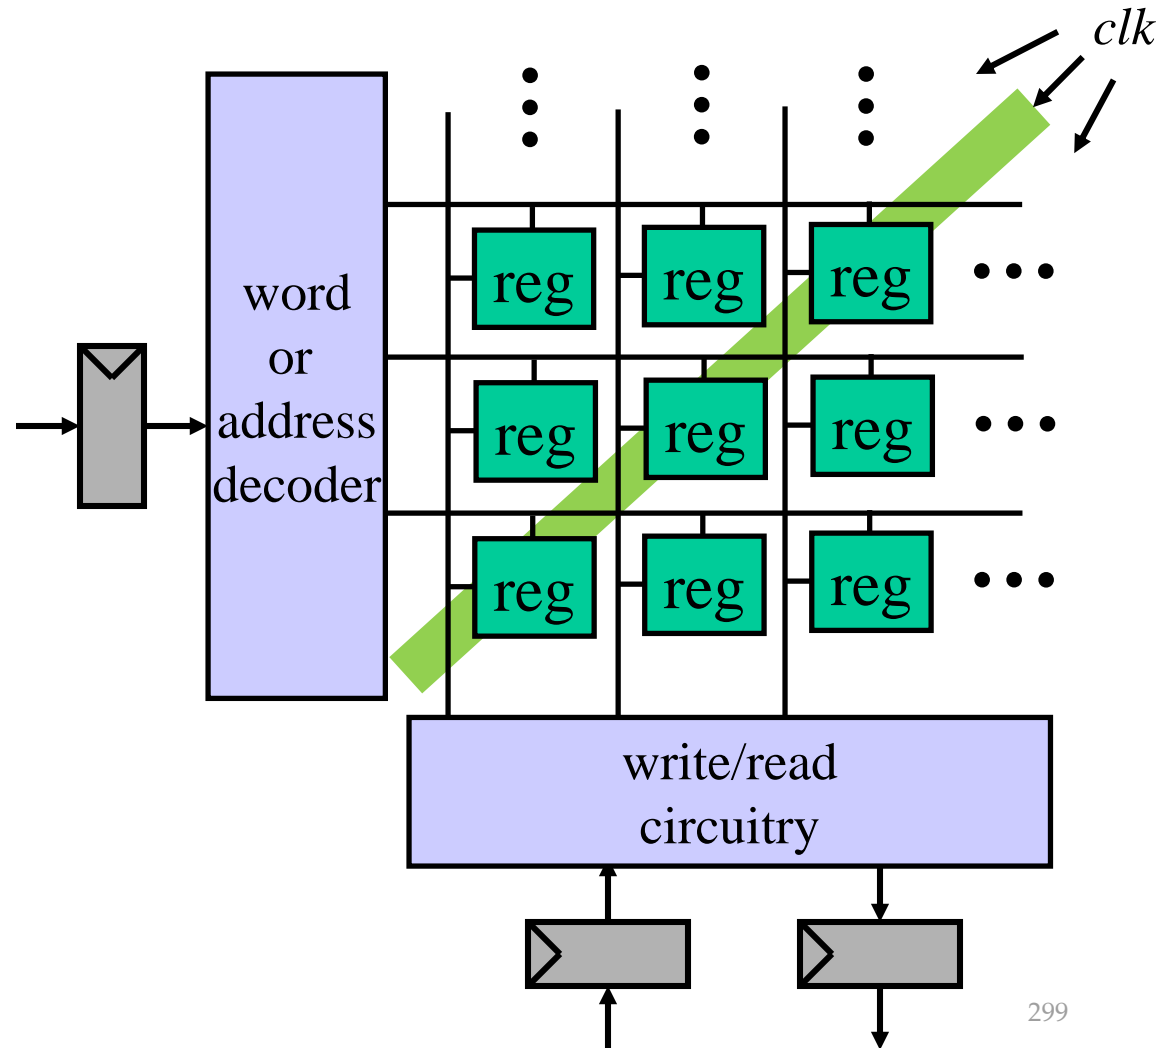 clk
word
or
address
decoder
reg reg reg
reg reg reg
reg reg reg
write/read
circuitry
299